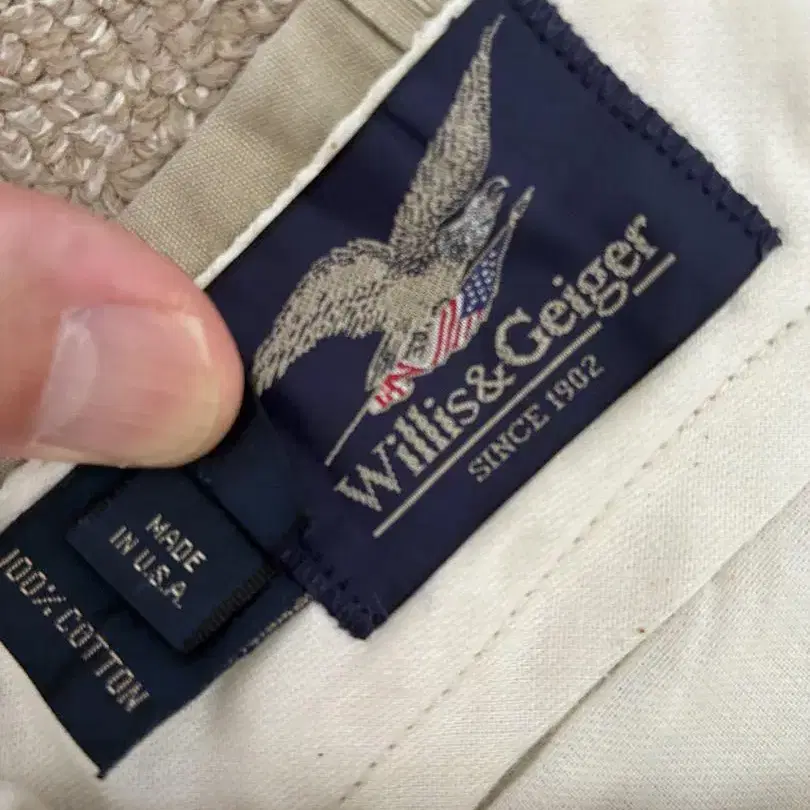 Willis & Geiger
SINCE 1902
MADE
IN U.S.A.
100% COTTON